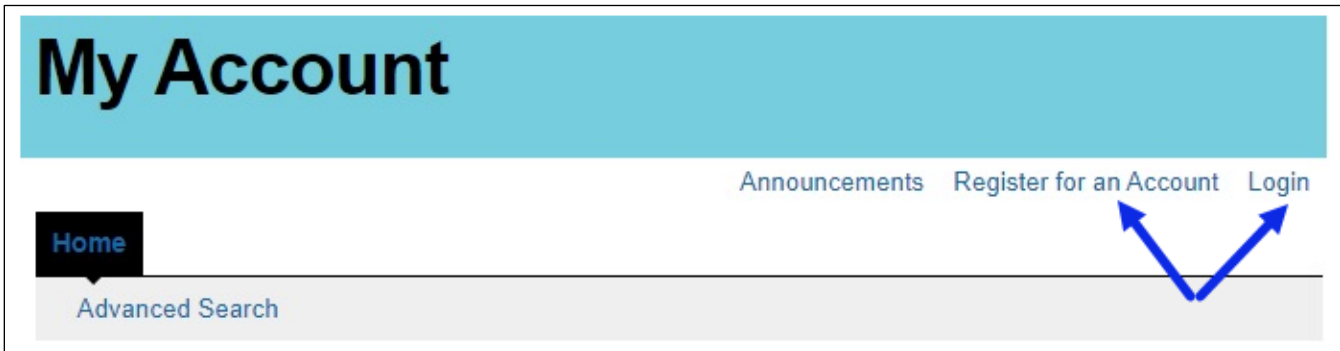 My Account
Announcements Register for an Account Login
Home
Advanced Search